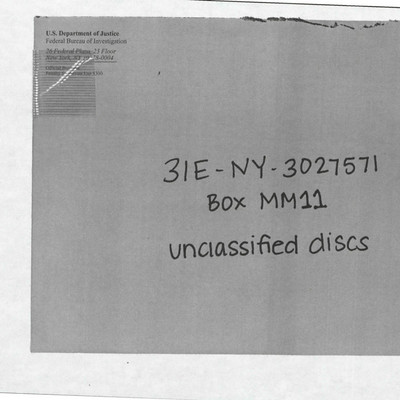 U.S. Department of Justice
Federal Bureau of Investigation
26 Federal Plaza, 23 Floor
New York, NY
31E-NY-3027571
Box MM11
unclassified discs